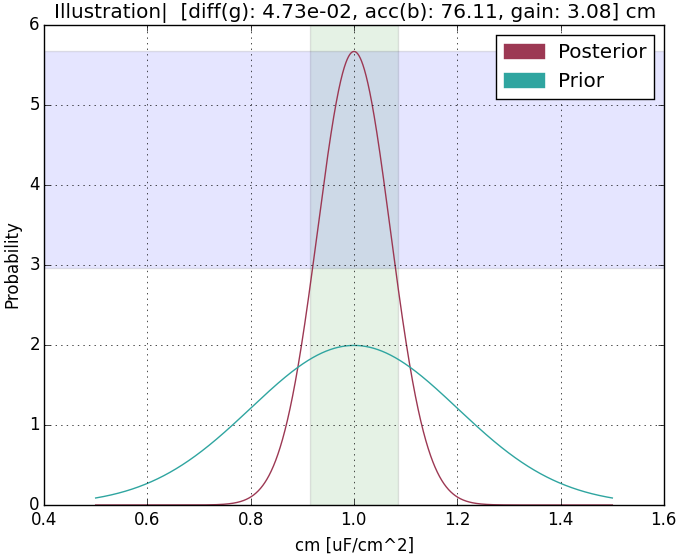 Illustration|  [diff(g): 4.73e-02, acc(b): 76.11, gain: 3.08] cm
Posterior
Prior
Probability
6
5
4
3
2
1
0
0.4 0.6 0.8 1.0 1.2 1.4 1.6
cm [uF/cm^2]